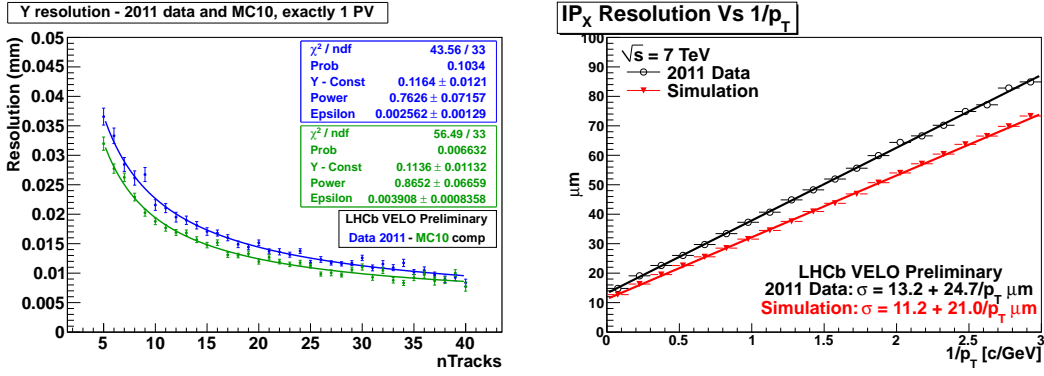 Y resolution - 2011 data and MC10, exactly 1 PV
Resolution (mm)
0.05
0.045
0.04
0.035
0.03
0.025
0.02
0.015
0.01
0.005
0
χ² / ndf 43.56 / 33
Prob 0.1034
Y - Const 0.1164 ± 0.0121
Power 0.7626 ± 0.07157
Epsilon 0.002562 ± 0.00129
χ² / ndf 56.49 / 33
Prob 0.006632
Y - Const 0.1136 ± 0.01132
Power 0.8652 ± 0.06659
Epsilon 0.003908 ± 0.0008358
LHCb VELO Preliminary
Data 2011 - MC10 comp
5 10 15 20 25 30 35 40
nTracks
IP_X Resolution Vs 1/p_T
μm
100
90
80
70
60
50
40
30
20
10
0
√s = 7 TeV
2011 Data
Simulation
LHCb VELO Preliminary
2011 Data: σ = 13.2 + 24.7/p_T μm
Simulation: σ = 11.2 + 21.0/p_T μm
0 0.5 1 1.5 2 2.5 3
1/p_T [c/GeV]